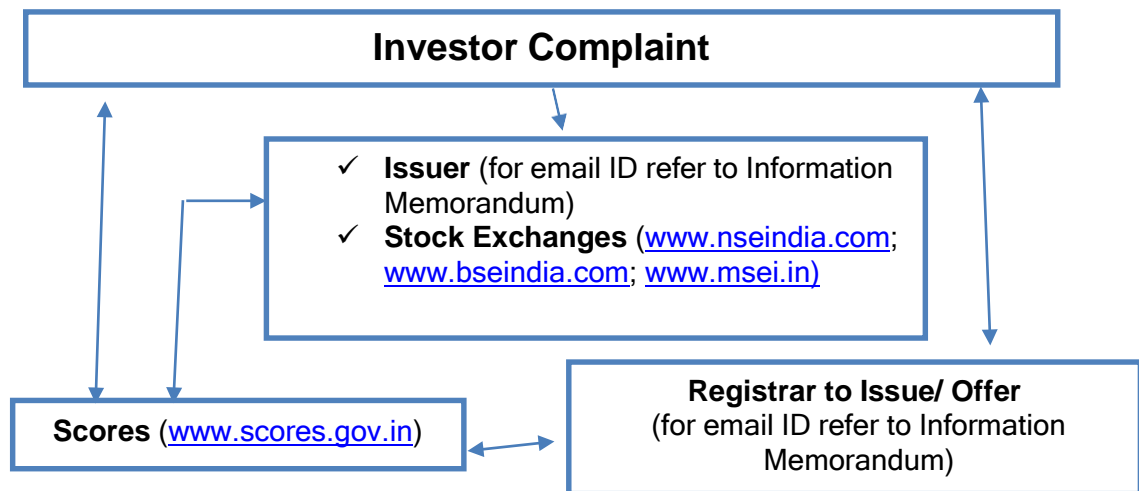 Investor Complaint
✓ Issuer (for email ID refer to Information
Memorandum)
✓ Stock Exchanges (www.nseindia.com;
www.bseindia.com; www.msei.in)
Registrar to Issue/ Offer
(for email ID refer to Information
Memorandum)
Scores (www.scores.gov.in)